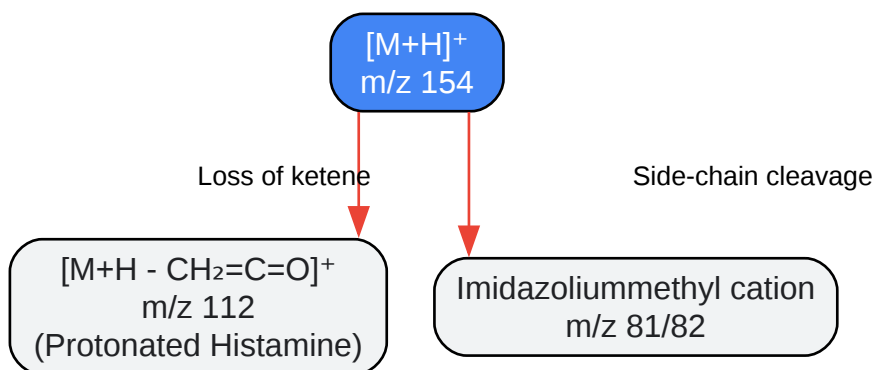 [M+H]⁺
m/z 154
Loss of ketene
Side-chain cleavage
[M+H - CH₂=C=O]⁺
m/z 112
(Protonated Histamine)
Imidazoliummethyl cation
m/z 81/82